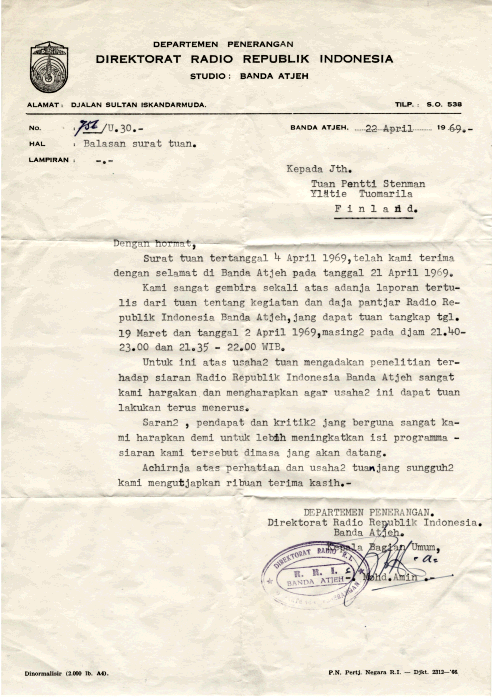 DEPARTEMEN PENERANGAN
DIREKTORAT RADIO REPUBLIK INDONESIA
STUDIO : BANDA ATJEH
ALAMAT : DJALAN SULTAN ISKANDARMUDA. TILP. : S.O. 538
No. : 751/U.30.- BANDA ATJEH, 22 April 1969.-
HAL : Balasan surat tuan.
LAMPIRAN : -.-
Kepada Jth.
Tuan Pentti Stenman
Ylätie Tuomarila
Finland.
Dengan hormat,
Surat tuan tertanggal 4 April 1969,telah kami terima
dengan selamat di Banda Atjeh pada tanggal 21 April 1969.
Kami sangat gembira sekali atas adanja laporan tertu-
lis dari tuan tentang kegiatan dan daja pantjar Radio Re-
publik Indonesia Banda Atjeh,jang dapat tuan tangkap tgl.
19 Maret dan tanggal 2 April 1969,masing2 pada djam 21.40-
23.00 dan 21.35 - 22.00 WIB.
Untuk ini atas usaha2 tuan mengadakan penelitian ter-
hadap siaran Radio Republik Indonesia Banda Atjeh sangat
kami hargakan dan mengharapkan agar usaha2 ini dapat tuan
lakukan terus menerus.
Saran2 , pendapat dan kritik2 jang berguna sangat ka-
mi harapkan demi untuk lebih meningkatkan isi programma -
siaran kami tersebut dimasa jang akan datang.
Achirnja atas perhatian dan usaha2 tuanjang sungguh2
kami mengutjapkan ribuan terima kasih.-
DEPARTEMEN PENERANGAN.
Direktorat Radio Republik Indonesia.
Banda Atjeh.
Kepala Bagian Umum,
DIREKTORAT RADIO R.I.
R. R. I.
BANDA ATJEH
-. Mohd.Amin .-
Dinormalisir (2.000 lb. A4). P.N. Pertj. Negara R.I. — Djkt. 2312—'66